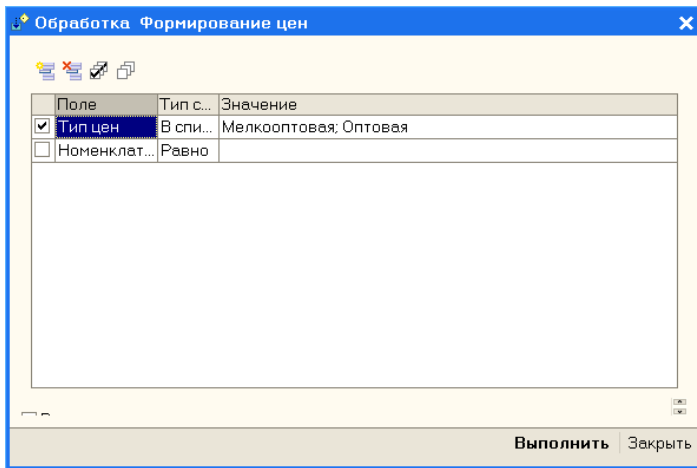 Обработка Формирование цен
Поле Тип с... Значение
Тип цен В спи... Мелкооптовая; Оптовая
Номенклат... Равно
Выполнить Закрыть